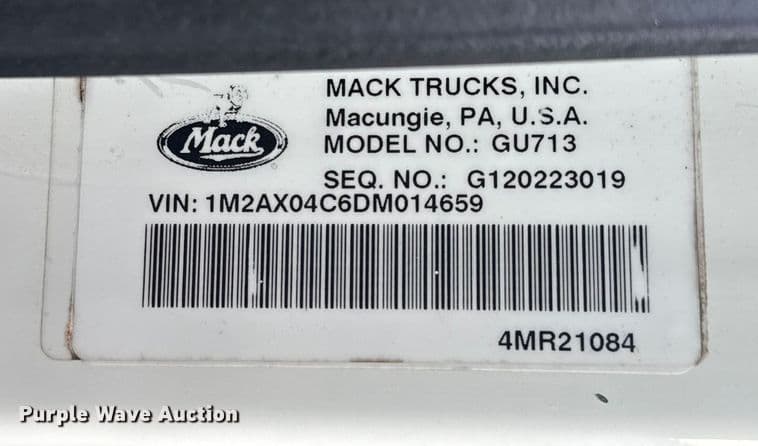 MACK TRUCKS, INC.
Macungie, PA, U.S.A.
Mack
MODEL NO.: GU713
SEQ. NO.: G120223019
VIN: 1M2AX04C6DM014659
4MR21084
Purple Wave Auction